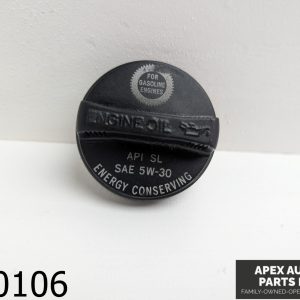 FOR
GASOLINE
ENGINES
ENGINE OIL
API SL
SAE 5W-30
ENERGY CONSERVING
0106
APEX AU
PARTS
FAMILY-OWNED-OPE